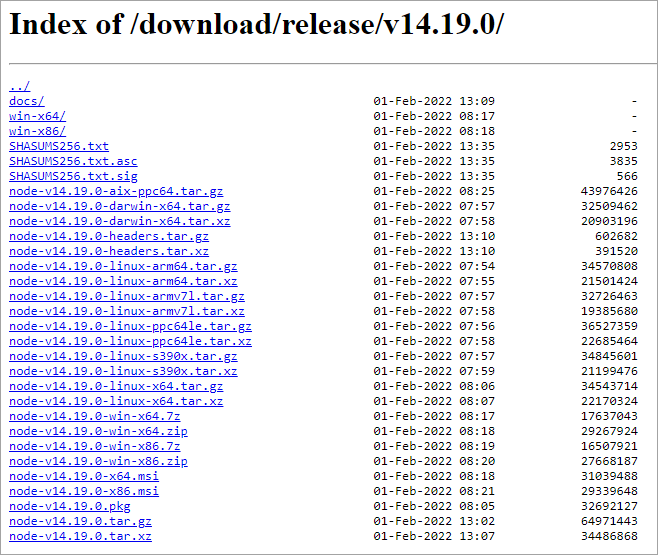 Index of /download/release/v14.19.0/
../
docs/ 01-Feb-2022 13:09 -
win-x64/ 01-Feb-2022 08:17 -
win-x86/ 01-Feb-2022 08:18 -
SHASUMS256.txt 01-Feb-2022 13:35 2953
SHASUMS256.txt.asc 01-Feb-2022 13:35 3835
SHASUMS256.txt.sig 01-Feb-2022 13:35 566
node-v14.19.0-aix-ppc64.tar.gz 01-Feb-2022 08:25 43976426
node-v14.19.0-darwin-x64.tar.gz 01-Feb-2022 07:57 32509462
node-v14.19.0-darwin-x64.tar.xz 01-Feb-2022 07:58 20903196
node-v14.19.0-headers.tar.gz 01-Feb-2022 13:10 602682
node-v14.19.0-headers.tar.xz 01-Feb-2022 13:10 391520
node-v14.19.0-linux-arm64.tar.gz 01-Feb-2022 07:54 34570808
node-v14.19.0-linux-arm64.tar.xz 01-Feb-2022 07:55 21501424
node-v14.19.0-linux-armv7l.tar.gz 01-Feb-2022 07:57 32726463
node-v14.19.0-linux-armv7l.tar.xz 01-Feb-2022 07:58 19385680
node-v14.19.0-linux-ppc64le.tar.gz 01-Feb-2022 07:56 36527359
node-v14.19.0-linux-ppc64le.tar.xz 01-Feb-2022 07:58 22685464
node-v14.19.0-linux-s390x.tar.gz 01-Feb-2022 07:57 34845601
node-v14.19.0-linux-s390x.tar.xz 01-Feb-2022 07:59 21199476
node-v14.19.0-linux-x64.tar.gz 01-Feb-2022 08:06 34543714
node-v14.19.0-linux-x64.tar.xz 01-Feb-2022 08:07 22170324
node-v14.19.0-win-x64.7z 01-Feb-2022 08:17 17637043
node-v14.19.0-win-x64.zip 01-Feb-2022 08:18 29267924
node-v14.19.0-win-x86.7z 01-Feb-2022 08:19 16507921
node-v14.19.0-win-x86.zip 01-Feb-2022 08:20 27668187
node-v14.19.0-x64.msi 01-Feb-2022 08:18 31039488
node-v14.19.0-x86.msi 01-Feb-2022 08:21 29339648
node-v14.19.0.pkg 01-Feb-2022 08:05 32692127
node-v14.19.0.tar.gz 01-Feb-2022 13:02 64971443
node-v14.19.0.tar.xz 01-Feb-2022 13:07 34486868